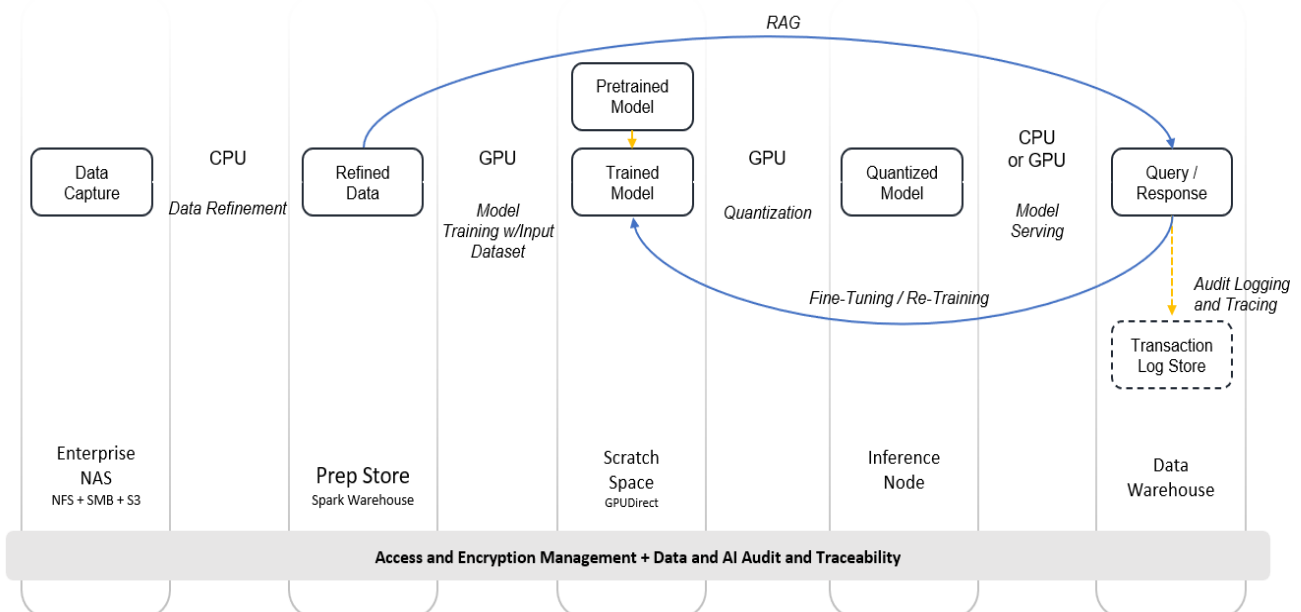 RAG
Pretrained
Model
CPU
GPU
GPU
CPU
or GPU
Data
Capture
Refined
Data
Trained
Model
Quantized
Model
Query /
Response
Data Refinement
Model
Training w/Input
Dataset
Quantization
Model
Serving
Fine-Tuning / Re-Training
Audit Logging
and Tracing
Transaction
Log Store
Enterprise
NAS
NFS + SMB + S3
Prep Store
Spark Warehouse
Scratch
Space
GPUDirect
Inference
Node
Data
Warehouse
Access and Encryption Management + Data and AI Audit and Traceability